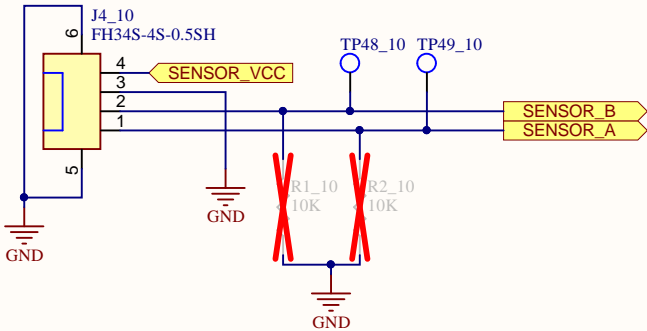 J4_10
FH34S-4S-0.5SH
6
4
3
2
1
5
SENSOR_VCC
TP48_10
TP49_10
SENSOR_B
SENSOR_A
R1_10
10K
R2_10
10K
GND
GND
GND